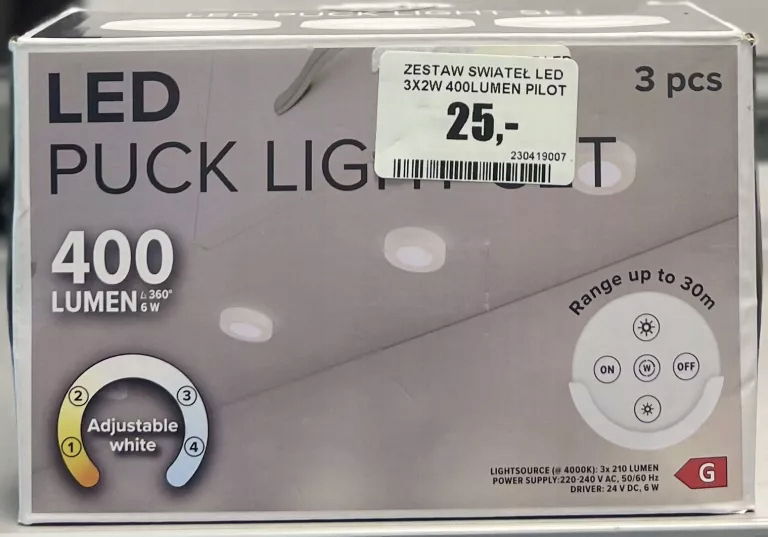 LED PUCK LIGHT SET
LED
PUCK LIGHT SET
3 pcs
ZESTAW SWIATEŁ LED
3X2W 400LUMEN PILOT
25,-
230419007
400
LUMEN 360°
6 W
Range up to 30m
ON W OFF
2 3
Adjustable
white
1 4
LIGHTSOURCE (@ 4000K): 3x 210 LUMEN
POWER SUPPLY:220-240 V AC, 50/60 Hz
DRIVER: 24 V DC, 6 W
G